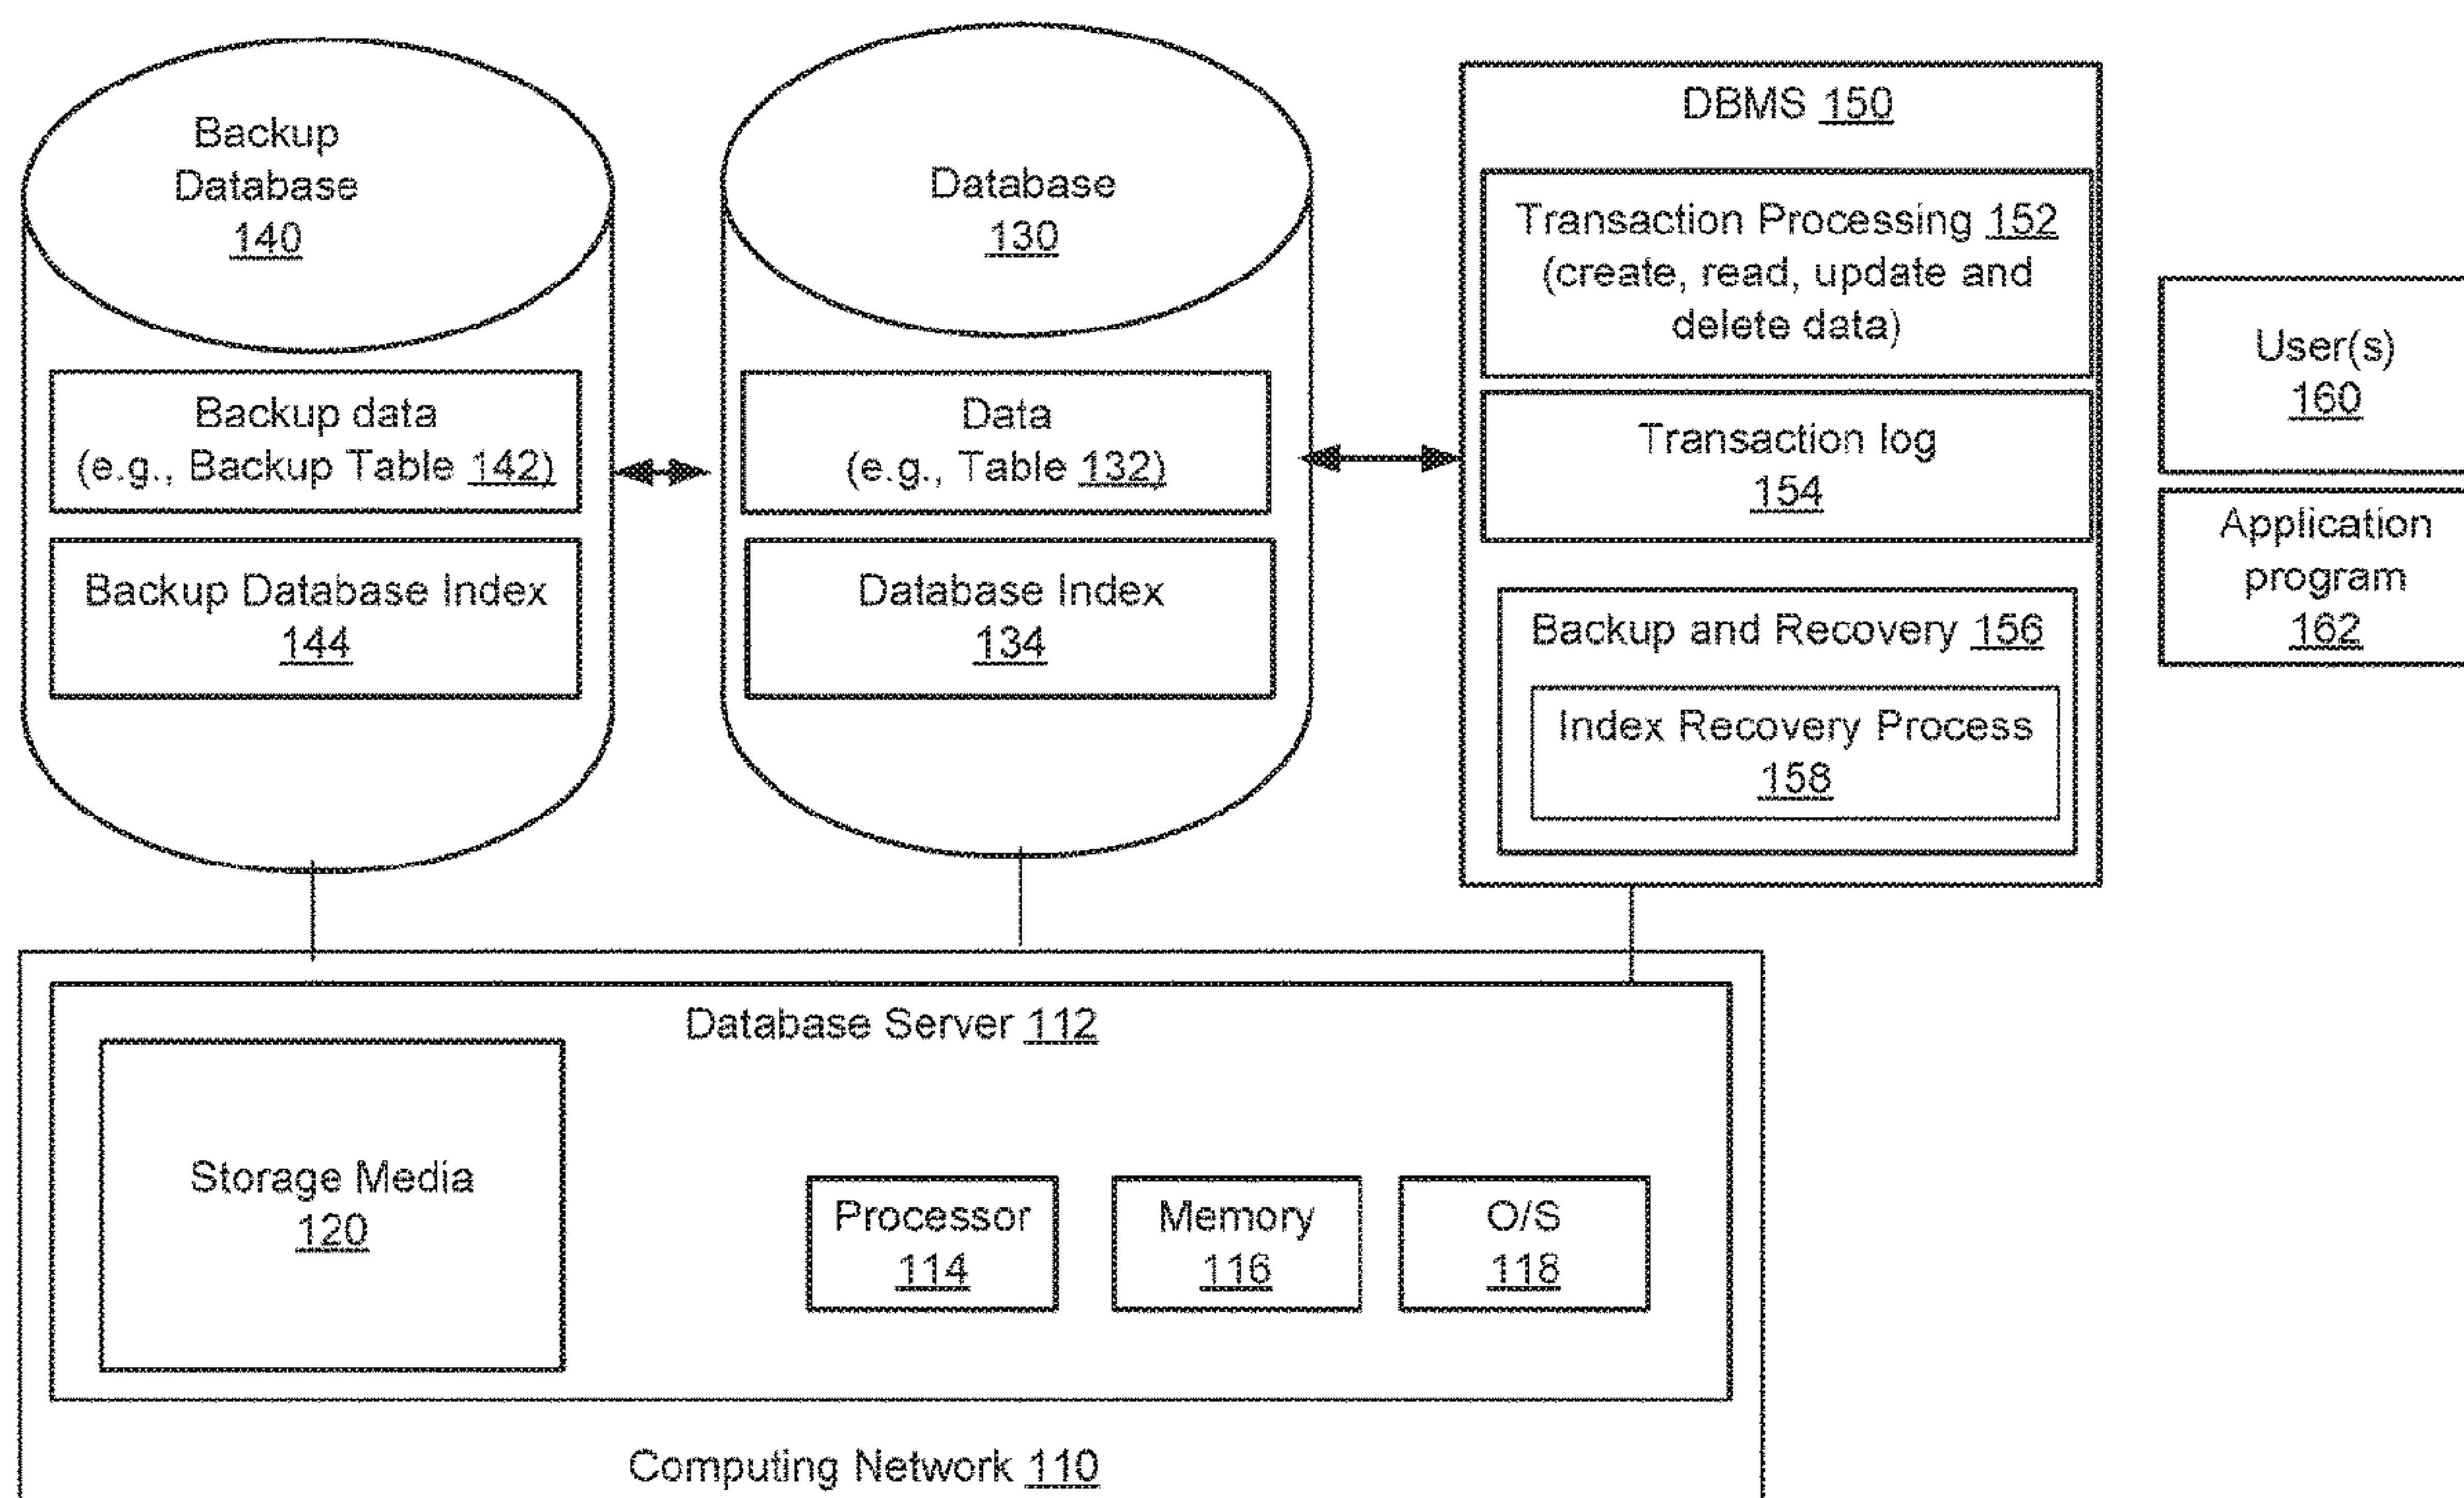 Backup
Database
140
Backup data
(e.g., Backup Table 142)
Backup Database Index
144
Database
130
Data
(e.g., Table 132)
Database Index
134
DBMS 150
Transaction Processing 152
(create, read, update and
delete data)
Transaction log
154
Backup and Recovery 156
Index Recovery Process
158
User(s)
160
Application
program
162
Database Server 112
Storage Media
120
Processor
114
Memory
116
O/S
118
Computing Network 110